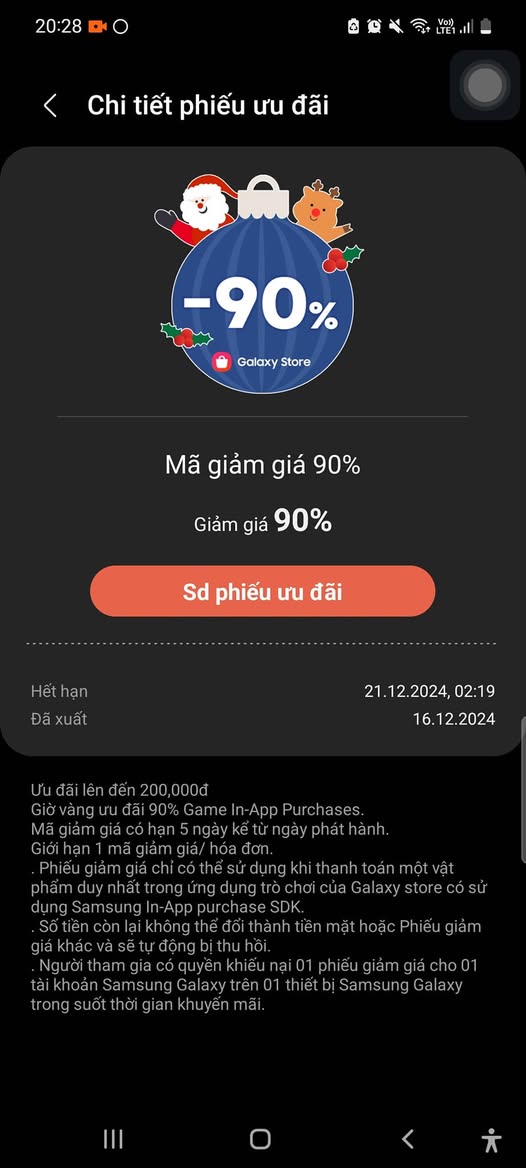 20:28
Vo)) LTE1
Chi tiết phiếu ưu đãi
-90%
Galaxy Store
Mã giảm giá 90%
Giảm giá 90%
Sd phiếu ưu đãi
Hết hạn 21.12.2024, 02:19
Đã xuất 16.12.2024
Ưu đãi lên đến 200,000đ
Giờ vàng ưu đãi 90% Game In-App Purchases.
Mã giảm giá có hạn 5 ngày kể từ ngày phát hành.
Giới hạn 1 mã giảm giá/ hóa đơn.
. Phiếu giảm giá chỉ có thể sử dụng khi thanh toán một vật
phẩm duy nhất trong ứng dụng trò chơi của Galaxy store có sử
dụng Samsung In-App purchase SDK.
. Số tiền còn lại không thể đổi thành tiền mặt hoặc Phiếu giảm
giá khác và sẽ tự động bị thu hồi.
. Người tham gia có quyền khiếu nại 01 phiếu giảm giá cho 01
tài khoản Samsung Galaxy trên 01 thiết bị Samsung Galaxy
trong suốt thời gian khuyến mãi.